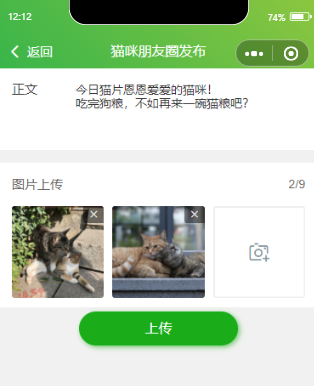 12:12
74%
返回
猫咪朋友圈发布
正文
今日猫片恩恩爱爱的猫咪!
吃完狗粮，不如再来一碗猫粮吧？
图片上传
2/9
上传